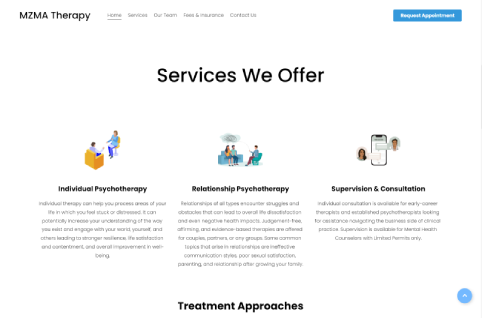 MZMA Therapy
Home Services Our Team Fees & Insurance Contact Us
Request Appointment
Services We Offer
Individual Psychotherapy
Individual therapy can help you process areas of your
life in which you feel stuck or distressed. It can
potentially increase your understanding of the way
you exist and engage with your world, yourself, and
others leading to stronger resilience, life satisfaction
and contentment, and overall improvement in well-
being.
Relationship Psychotherapy
Relationships of all types encounter struggles and
obstacles that can lead to overall life dissatisfaction
and even negative health impacts. Judgement-free,
affirming, and evidence-based therapies are offered
for couples, partners, or any groups. Some common
topics that arise in relationships are ineffective
communication styles, poor sexual satisfaction,
parenting, and relationship after growing your family.
Supervision & Consultation
Individual consultation is available for early-career
therapists and established psychotherapists looking
for assistance navigating the business side of clinical
practice. Supervision is available for Mental Health
Counselors with Limited Permits only.
Treatment Approaches